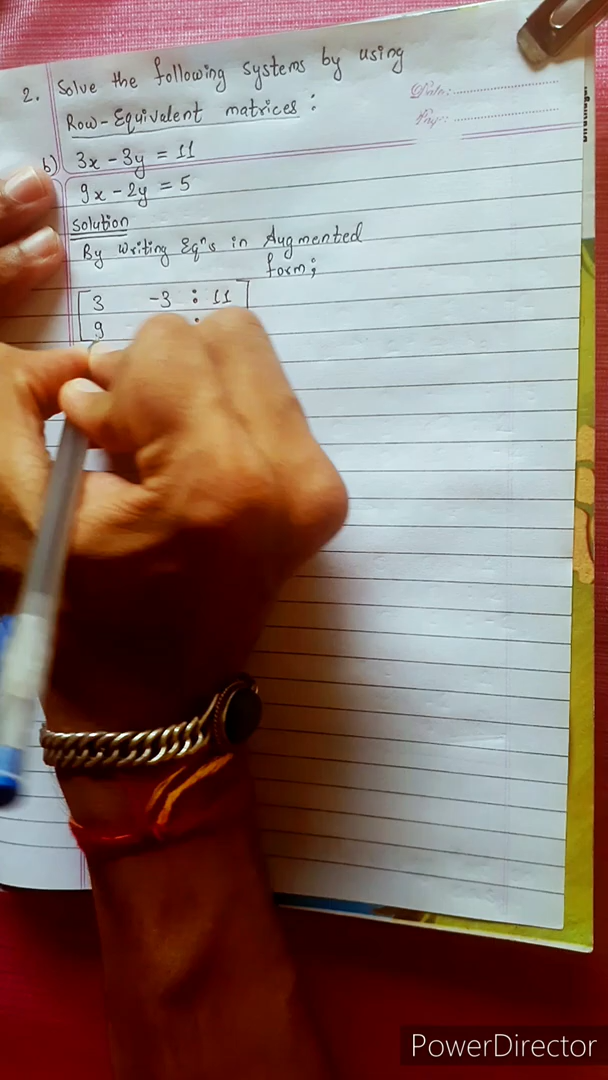 2. Solve the following systems by using
Row-Equivalent matrices :
Date:
Page:
b) 3x - 3y = 11
9x - 2y = 5
Solution
By writing Eqⁿs in Augmented
form;
3 -3 : 11
9 :
PowerDirector